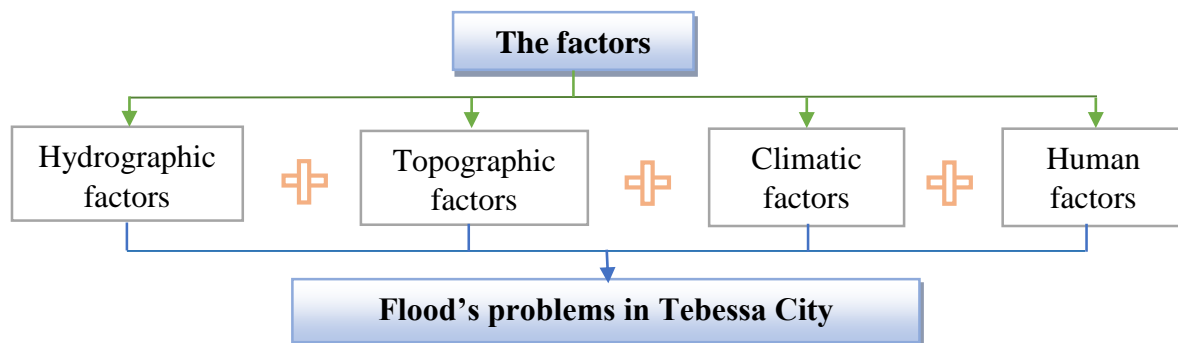 The factors
Hydrographic
factors
Topographic
factors
Climatic
factors
Human
factors
Flood’s problems in Tebessa City